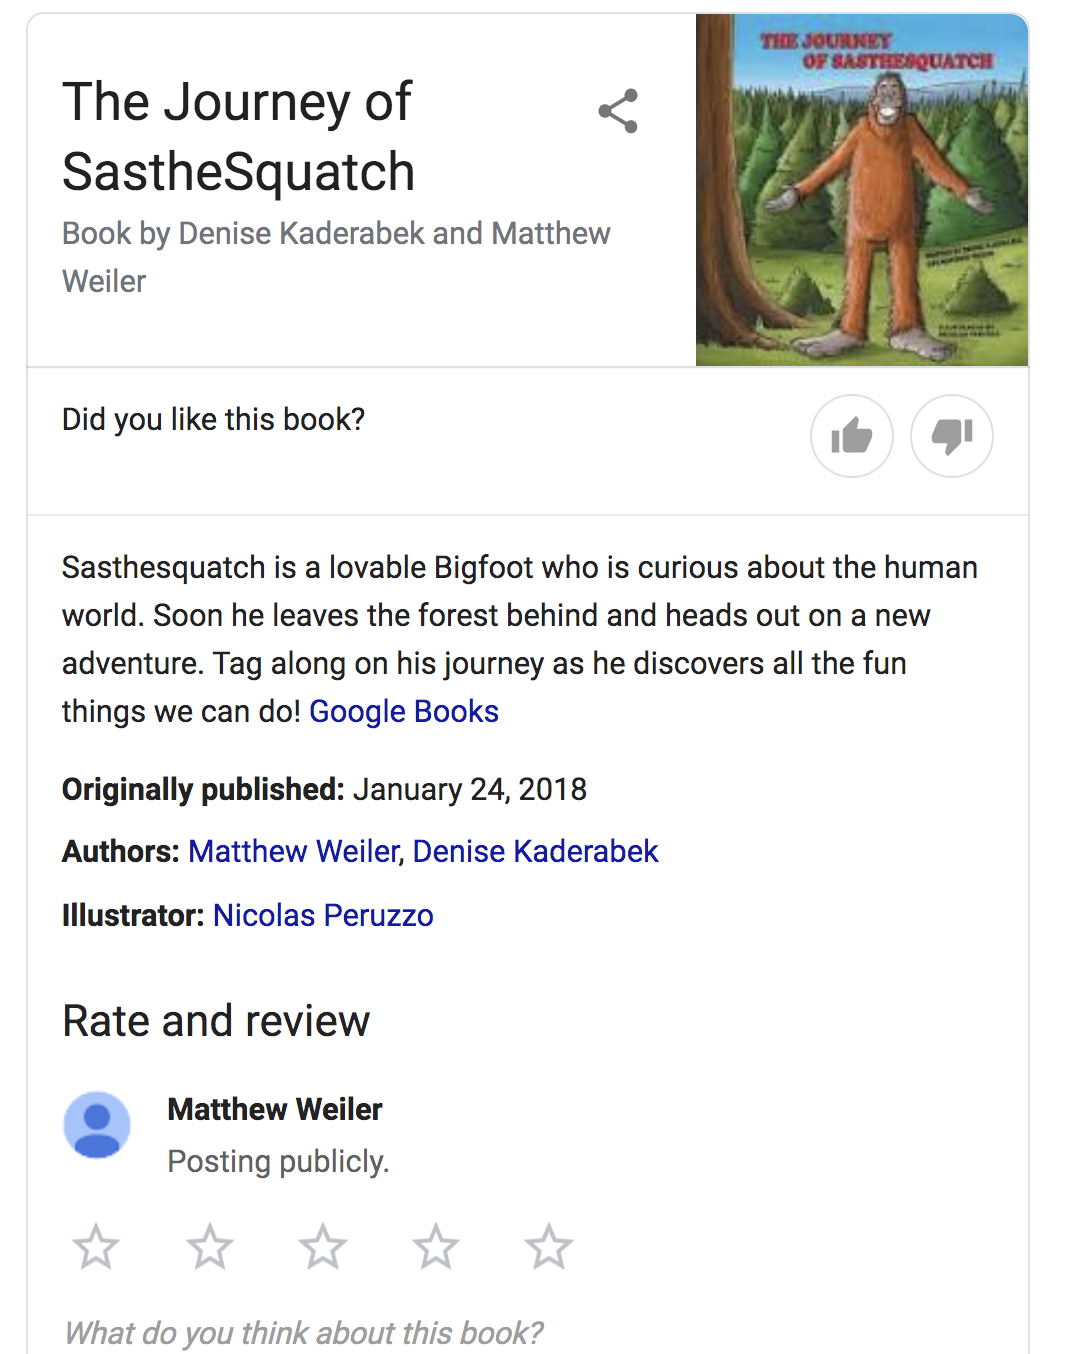 The Journey of
SastheSquatch
Book by Denise Kaderabek and Matthew
Weiler
THE JOURNEY
OF SASTHESQUATCH
Did you like this book?
Sasthesquatch is a lovable Bigfoot who is curious about the human
world. Soon he leaves the forest behind and heads out on a new
adventure. Tag along on his journey as he discovers all the fun
things we can do! Google Books
Originally published: January 24, 2018
Authors: Matthew Weiler, Denise Kaderabek
Illustrator: Nicolas Peruzzo
Rate and review
Matthew Weiler
Posting publicly.
What do you think about this book?